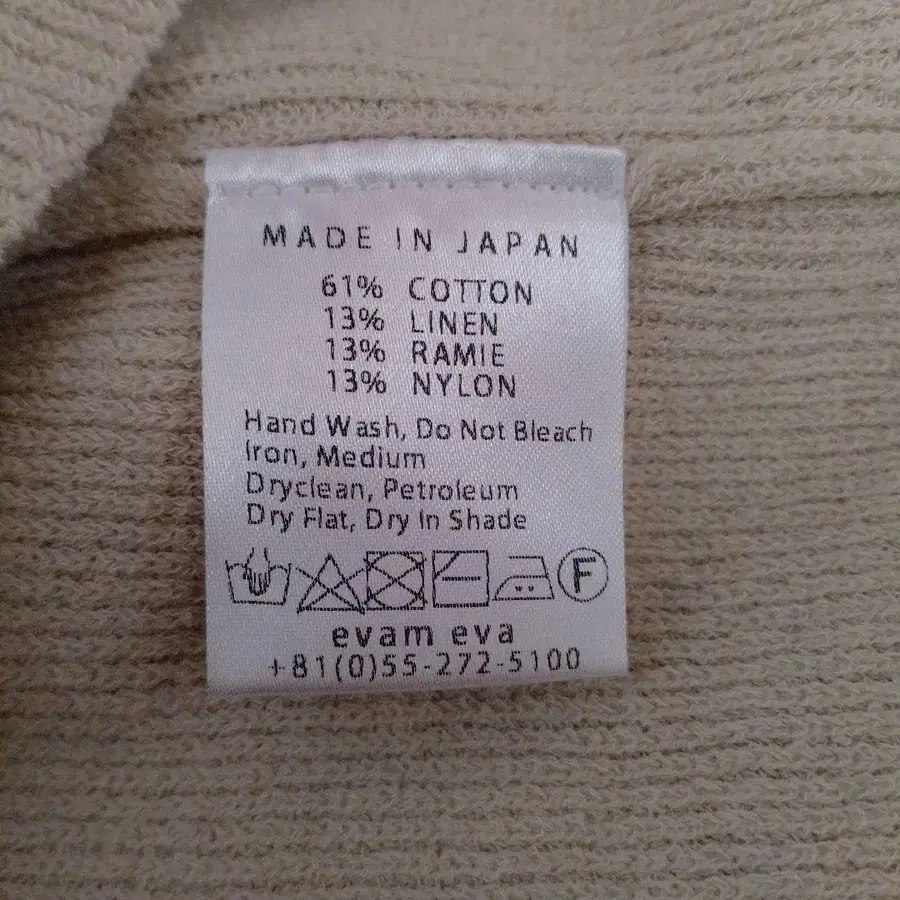 MADE IN JAPAN
61% COTTON
13% LINEN
13% RAMIE
13% NYLON
Hand Wash, Do Not Bleach
Iron, Medium
Dryclean, Petroleum
Dry Flat, Dry In Shade
F
evam eva
+81(0)55-272-5100